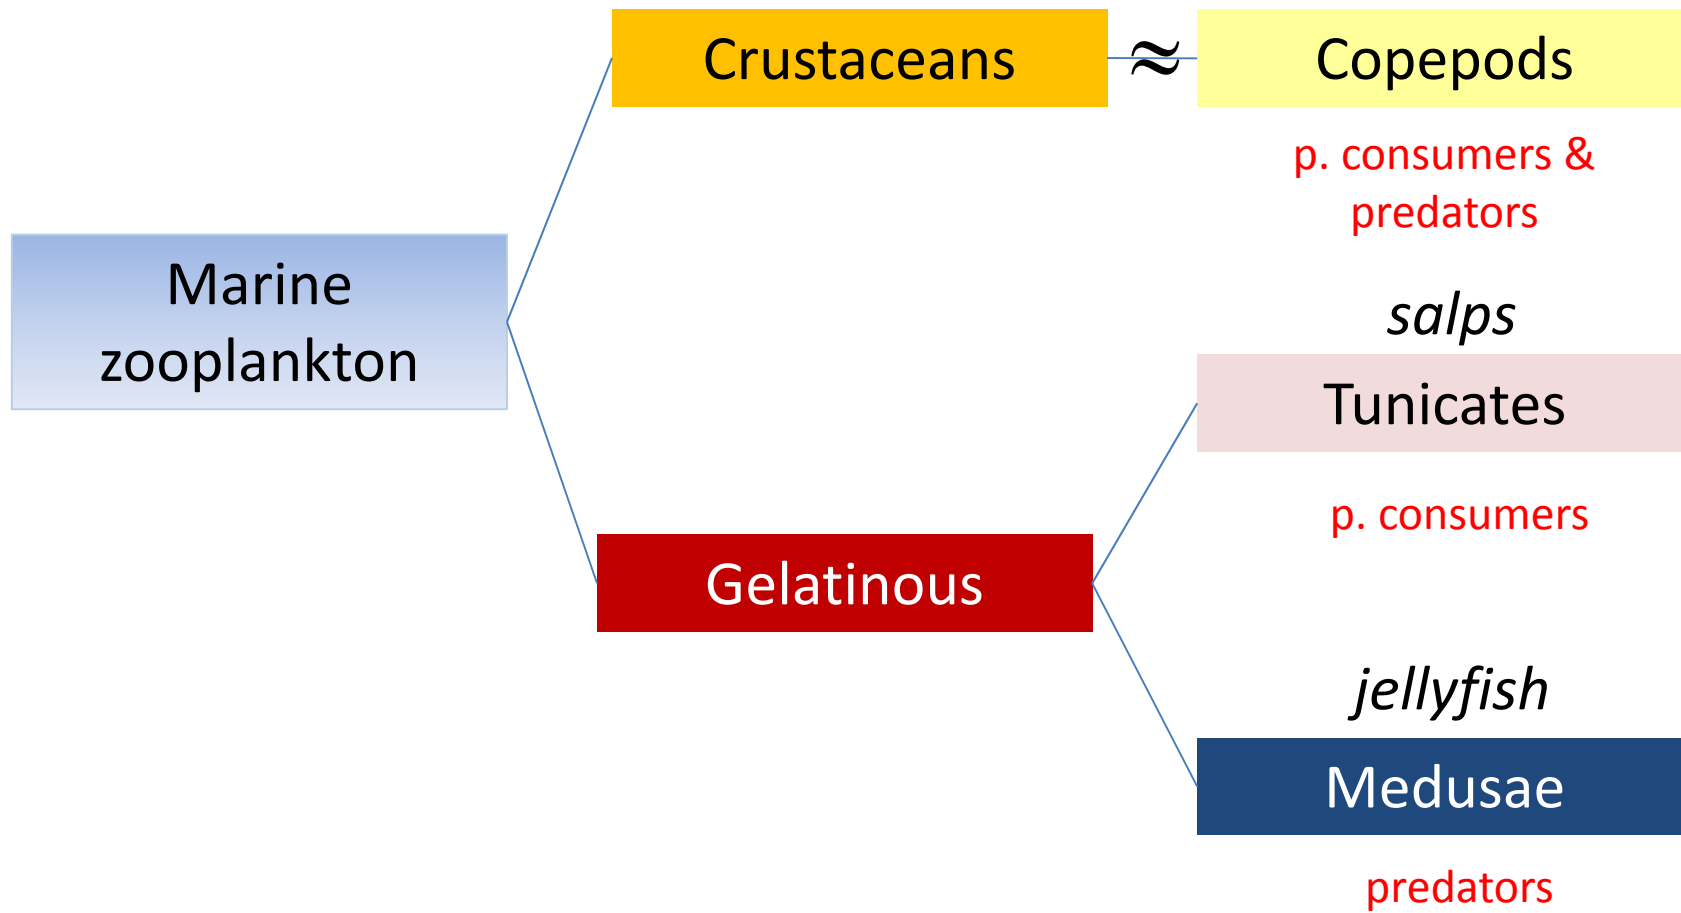 Crustaceans ≈ Copepods
p. consumers &
predators
Marine
zooplankton
salps
Tunicates
p. consumers
Gelatinous
jellyfish
Medusae
predators